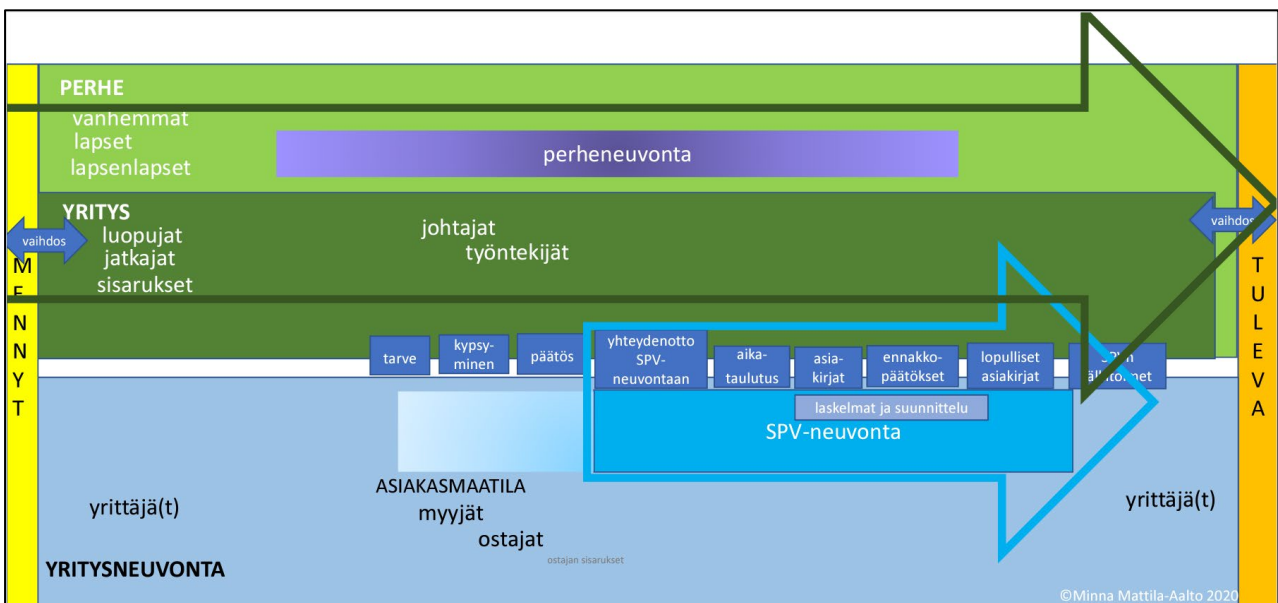 PERHE
vanhemmat
lapset
lapsenlapset
perheneuvonta
YRITYS
luopujat
jatkajat
sisarukset
johtajat
työntekijät
vaihdos
vaihdos
MENNYT
TULEVA
tarve
kypsy-
minen
päätös
yhteydenotto
SPV-
neuvontaan
aika-
taulutus
asia-
kirjat
ennakko-
päätökset
lopulliset
asiakirjat
laskelmat ja suunnittelu
SPV-neuvonta
ASIAKASMAATILA
myyjät
ostajat
ostajan sisarukset
yrittäjä(t)
yrittäjä(t)
YRITYSNEUVONTA
©Minna Mattila-Aalto 2020